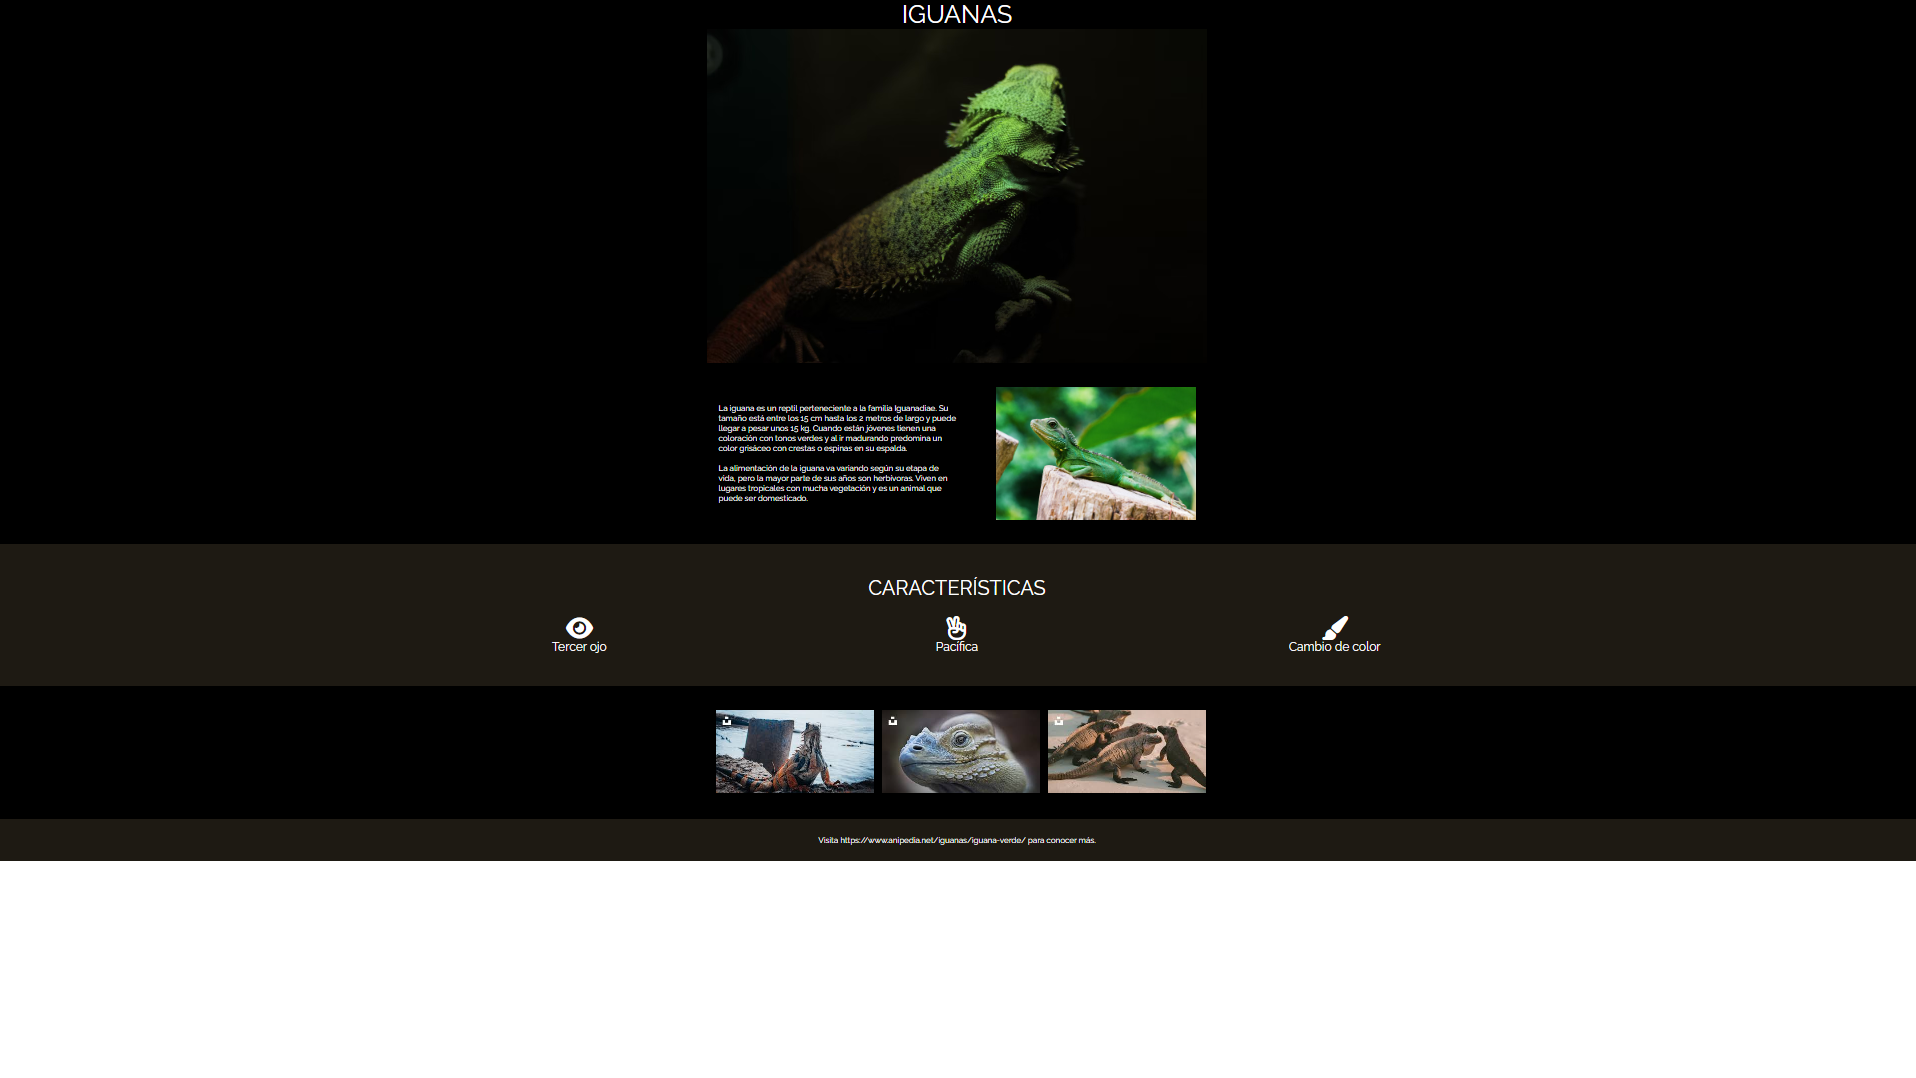 IGUANAS
La iguana es un reptil perteneciente a la familia Iguanadiae. Su
tamaño está entre los 15 cm hasta los 2 metros de largo y puede
llegar a pesar unos 15 kg. Cuando están jóvenes tienen una
coloración con tonos verdes y al ir madurando predomina un
color grisáceo con crestas o espinas en su espalda.
La alimentación de la iguana va variando según su etapa de
vida, pero la mayor parte de sus años son herbívoras. Viven en
lugares tropicales con mucha vegetación y es un animal que
puede ser domesticado.
CARACTERÍSTICAS
Tercer ojo
Pacífica
Cambio de color
Visita https://www.anipedia.net/iguanas/iguana-verde/ para conocer más.